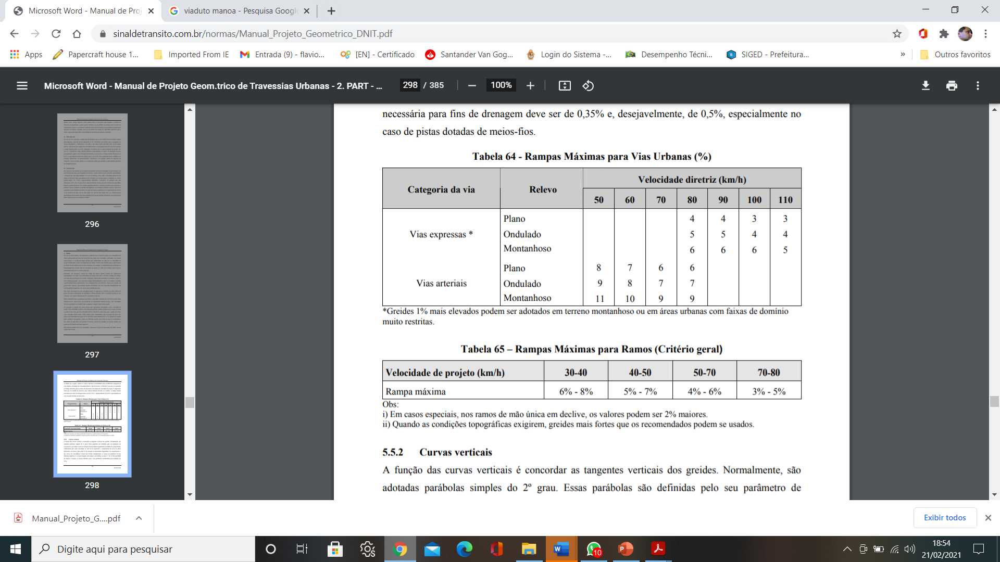 Microsoft Word - Manual de Proj
viaduto manoa - Pesquisa Google
sinaldetransito.com.br/normas/Manual_Projeto_Geometrico_DNIT.pdf
Apps
Papercraft house 1...
Imported From IE
Entrada (9) - flavio...
[EN] - Certificado
Santander Van Gog...
Login do Sistema -...
Desempenho Técni...
SIGED - Prefeitura...
»
Outros favoritos
Microsoft Word - Manual de Projeto Geom.trico de Travessias Urbanas - 2. PART - ...
298 / 385
100%
296
297
298
necessária para fins de drenagem deve ser de 0,35% e, desejavelmente, de 0,5%, especialmente no
caso de pistas dotadas de meios-fios.
Tabela 64 - Rampas Máximas para Vias Urbanas (%)
Categoria da via Relevo Velocidade diretriz (km/h)
50 60 70 80 90 100 110
Plano 4 4 3 3
Vias expressas * Ondulado 5 5 4 4
Montanhoso 6 6 6 5
Plano 8 7 6 6
Vias arteriais Ondulado 9 8 7 7
Montanhoso 11 10 9 9
*Greides 1% mais elevados podem ser adotados em terreno montanhoso ou em áreas urbanas com faixas de domínio
muito restritas.
Tabela 65 – Rampas Máximas para Ramos (Critério geral)
Velocidade de projeto (km/h) 30-40 40-50 50-70 70-80
Rampa máxima 6% - 8% 5% - 7% 4% - 6% 3% - 5%
Obs:
i) Em casos especiais, nos ramos de mão única em declive, os valores podem ser 2% maiores.
ii) Quando as condições topográficas exigirem, greides mais fortes que os recomendados podem se usados.
5.5.2 Curvas verticais
A função das curvas verticais é concordar as tangentes verticais dos greides. Normalmente, são
adotadas parábolas simples do 2º grau. Essas parábolas são definidas pelo seu parâmetro de
Manual_Projeto_G....pdf
Exibir todos
Digite aqui para pesquisar
10
18:54
21/02/2021